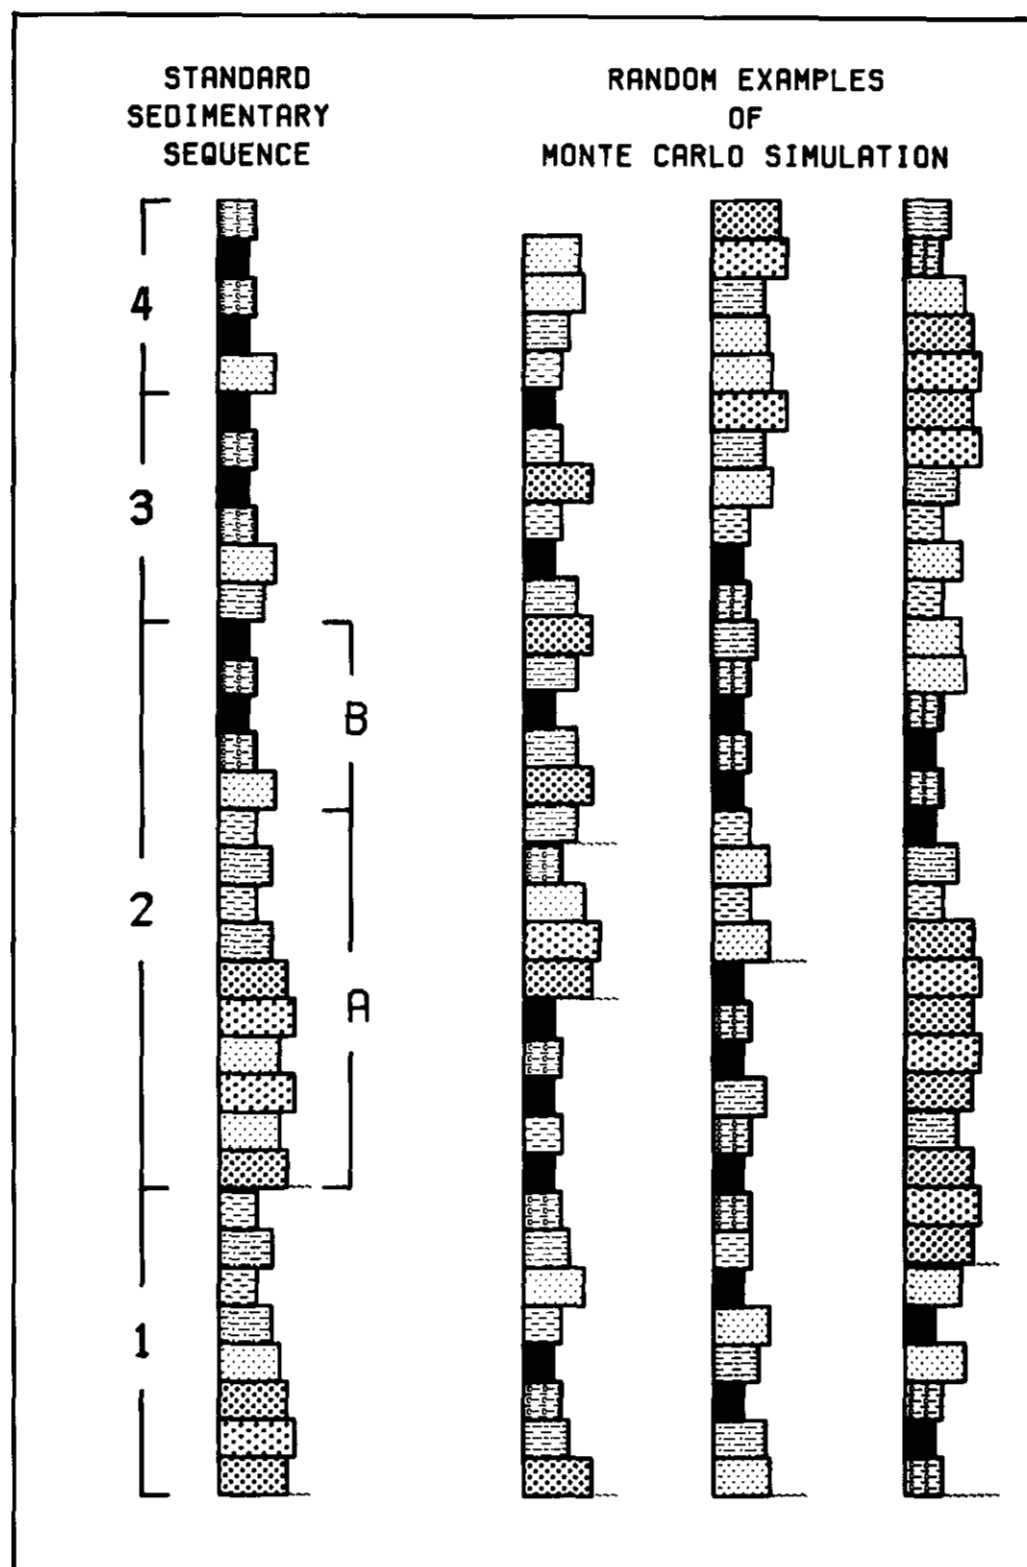 STANDARD
SEDIMENTARY
SEQUENCE
RANDOM EXAMPLES
OF
MONTE CARLO SIMULATION
4
3
B
2
A
1